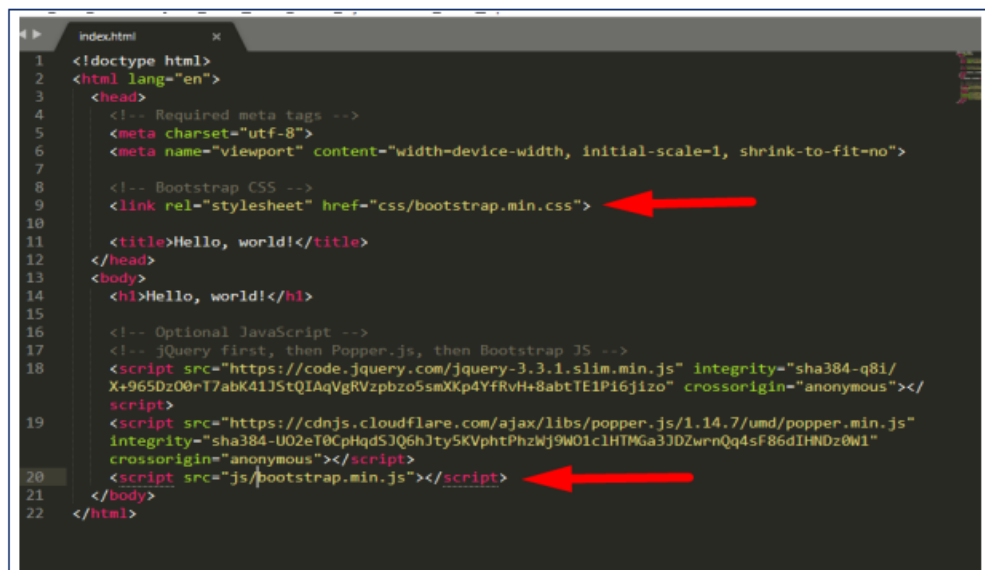 index.html ×
1 <!doctype html>
2 <html lang="en">
3 <head>
4 <!-- Required meta tags -->
5 <meta charset="utf-8">
6 <meta name="viewport" content="width=device-width, initial-scale=1, shrink-to-fit=no">
7
8 <!-- Bootstrap CSS -->
9 <link rel="stylesheet" href="css/bootstrap.min.css">
10
11 <title>Hello, world!</title>
12 </head>
13 <body>
14 <h1>Hello, world!</h1>
15
16 <!-- Optional JavaScript -->
17 <!-- jQuery first, then Popper.js, then Bootstrap JS -->
18 <script src="https://code.jquery.com/jquery-3.3.1.slim.min.js" integrity="sha384-q8i/
X+965DzO0rT7abK41JStQIAqVgRVzpbzo5smXKp4YfRvH+8abtTE1Pi6jizo" crossorigin="anonymous"></
script>
19 <script src="https://cdnjs.cloudflare.com/ajax/libs/popper.js/1.14.7/umd/popper.min.js"
integrity="sha384-UO2eT0CpHqdSJQ6hJty5KVphtPhzWj9WO1clHTMGa3JDZwrnQq4sF86dIHNDz0W1"
crossorigin="anonymous"></script>
20 <script src="js/bootstrap.min.js"></script>
21 </body>
22 </html>